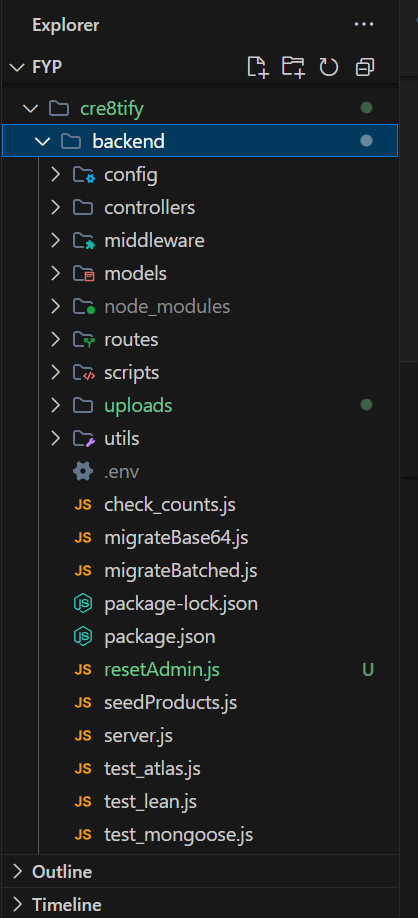 Explorer ...
FYP
cre8tify
backend
config
controllers
middleware
models
node_modules
routes
scripts
uploads
utils
.env
JS check_counts.js
JS migrateBase64.js
JS migrateBatched.js
JS package-lock.json
JS package.json
JS resetAdmin.js U
JS seedProducts.js
JS server.js
JS test_atlas.js
JS test_lean.js
JS test_mongoose.js
Outline
Timeline